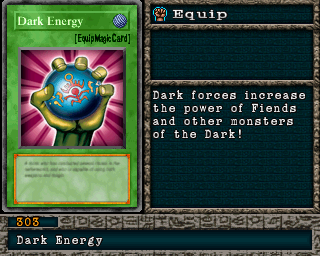 Dark Energy
[EquipMagicCard]
Equip
Dark forces increase
the power of Fiends
and other monsters
of the Dark!
303
Dark Energy